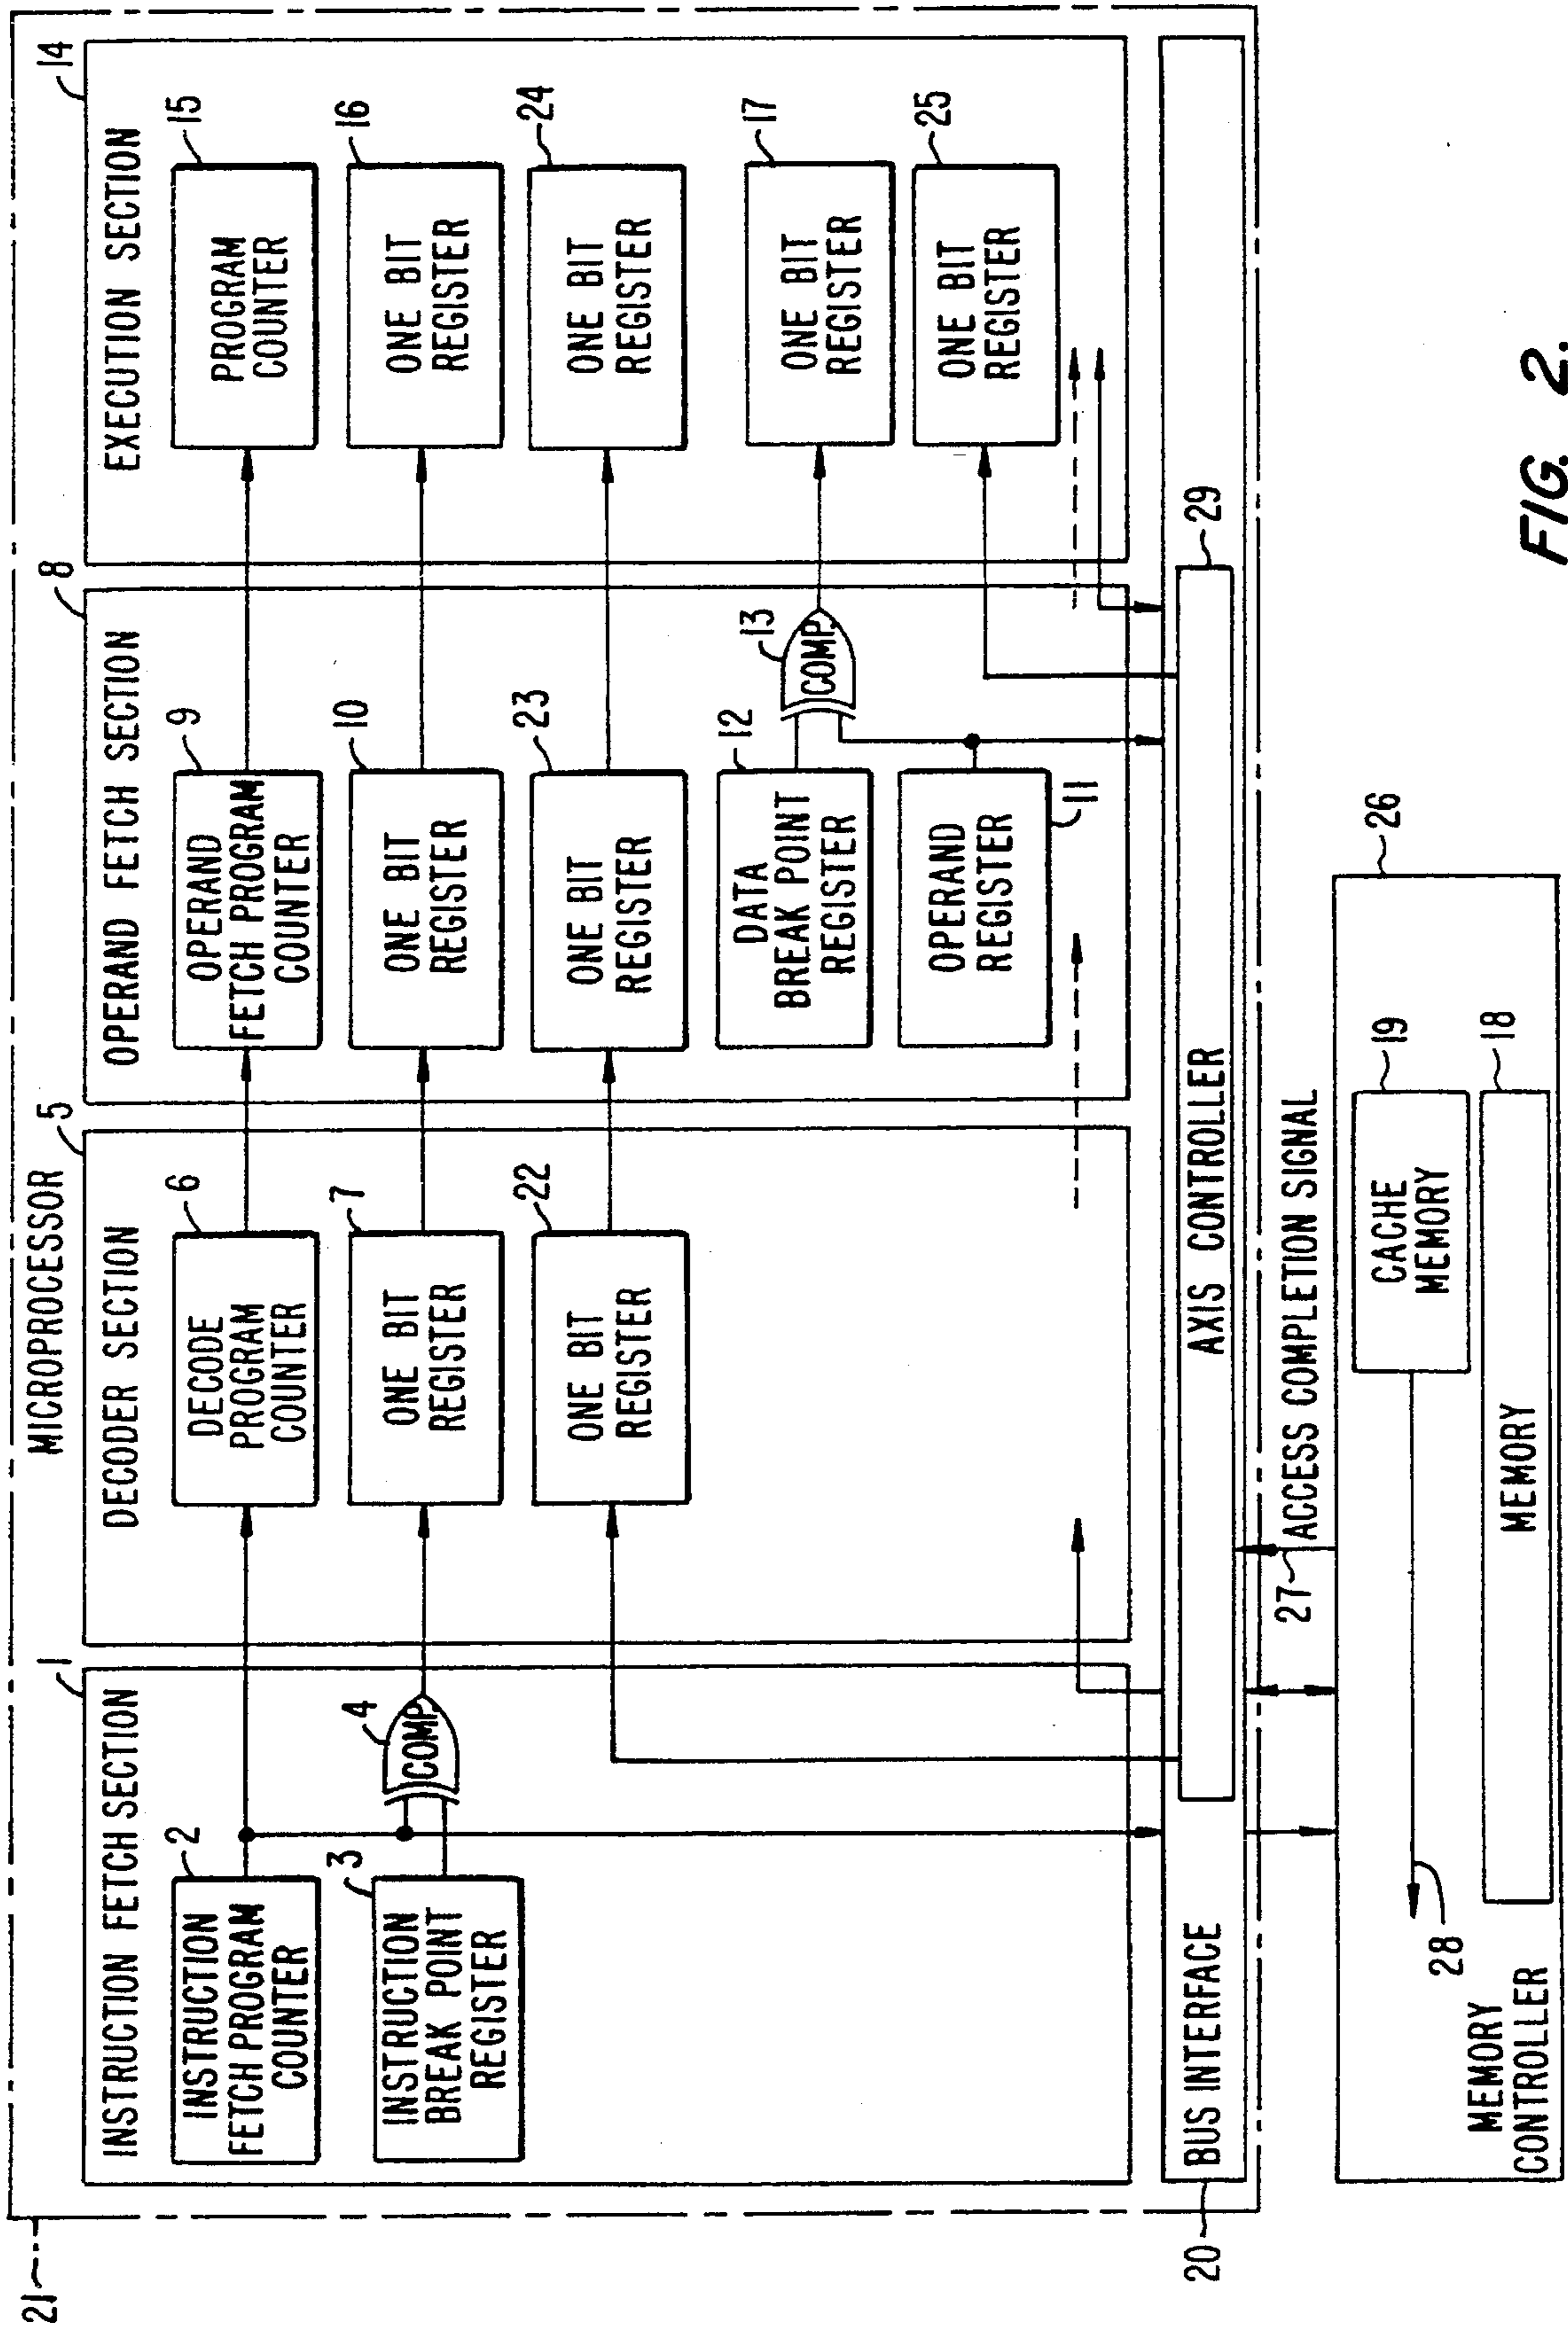 21
MICROPROCESSOR
1
INSTRUCTION FETCH SECTION
2
INSTRUCTION
FETCH PROGRAM
COUNTER
3
INSTRUCTION
BREAK POINT
REGISTER
4
COMP.
5
DECODER SECTION
6
DECODE
PROGRAM
COUNTER
7
ONE BIT
REGISTER
22
ONE BIT
REGISTER
8
OPERAND FETCH SECTION
9
OPERAND
FETCH PROGRAM
COUNTER
10
ONE BIT
REGISTER
23
ONE BIT
REGISTER
12
DATA
BREAK POINT
REGISTER
13
COMP.
OPERAND
REGISTER
11
14
EXECUTION SECTION
15
PROGRAM
COUNTER
16
ONE BIT
REGISTER
24
ONE BIT
REGISTER
17
ONE BIT
REGISTER
25
ONE BIT
REGISTER
20
BUS INTERFACE
AXIS CONTROLLER
29
27
ACCESS COMPLETION SIGNAL
26
19
CACHE
MEMORY
28
18
MEMORY
MEMORY
CONTROLLER
FIG. 2.